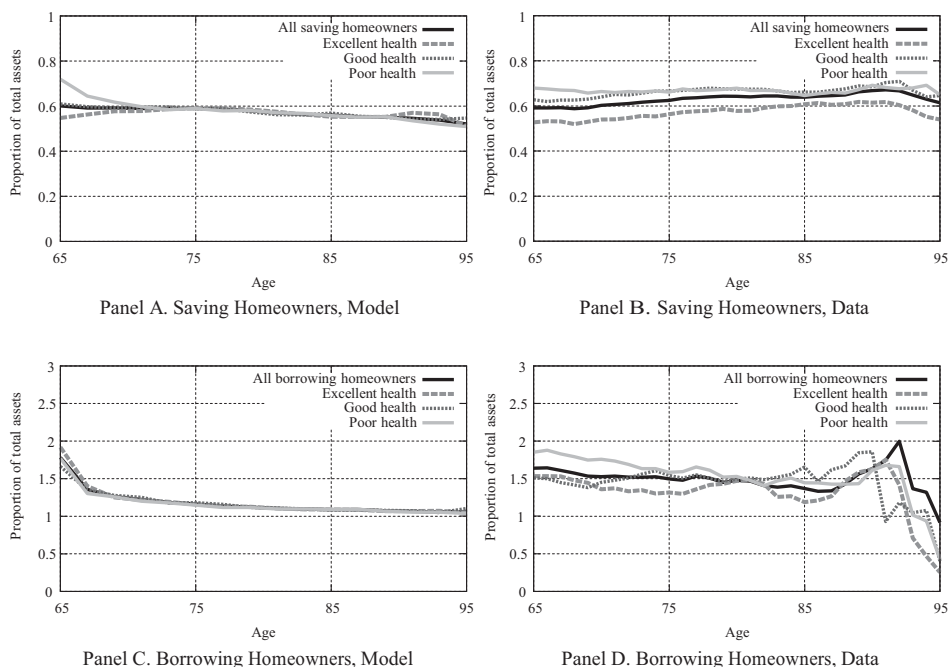 1
0.8
0.6
0.4
0.2
0
65
75
85
95
Proportion of total assets
Age
All saving homeowners
Excellent health
Good health
Poor health
Panel A. Saving Homeowners, Model
1
0.8
0.6
0.4
0.2
0
65
75
85
95
Proportion of total assets
Age
All saving homeowners
Excellent health
Good health
Poor health
Panel B. Saving Homeowners, Data
3
2.5
2
1.5
1
0.5
0
65
75
85
95
Proportion of total assets
Age
All borrowing homeowners
Excellent health
Good health
Poor health
Panel C. Borrowing Homeowners, Model
3
2.5
2
1.5
1
0.5
0
65
75
85
95
Proportion of total assets
Age
All borrowing homeowners
Excellent health
Good health
Poor health
Panel D. Borrowing Homeowners, Data